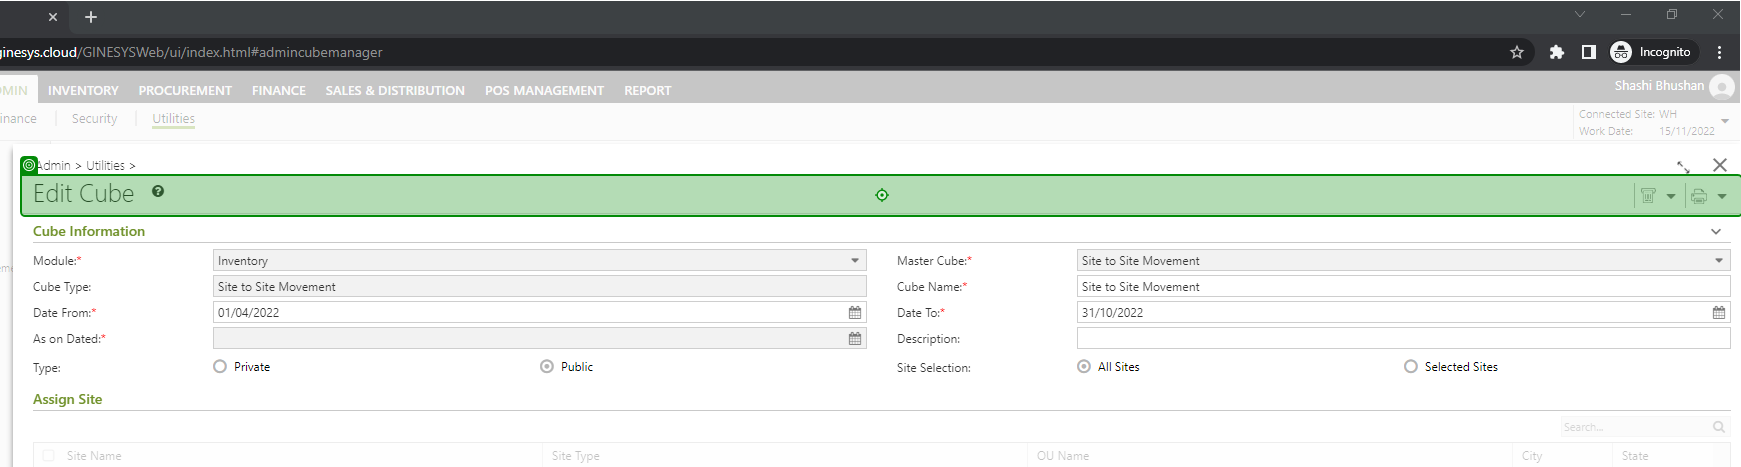 ginesys.cloud/GINESYSWeb/ui/index.html#admincubemanager Incognito
INVENTORY PROCUREMENT FINANCE SALES & DISTRIBUTION POS MANAGEMENT REPORT Shashi Bhushan
inance Security Utilities Connected Site: WH
Work Date: 15/11/2022
Admin > Utilities >
Edit Cube
Cube Information
Module:* Inventory Master Cube:* Site to Site Movement
Cube Type: Site to Site Movement Cube Name:* Site to Site Movement
Date From:* 01/04/2022 Date To:* 31/10/2022
As on Dated:* Description:
Type: Private Public Site Selection: All Sites Selected Sites
Assign Site
Search...
Site Name Site Type OU Name City State